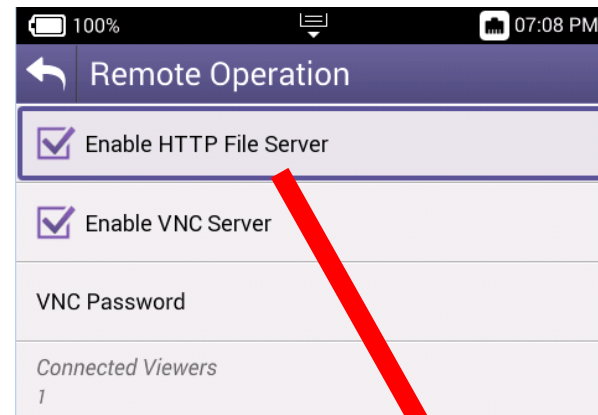 100%
07:08 PM
Remote Operation
Enable HTTP File Server
Enable VNC Server
VNC Password
Connected Viewers
1